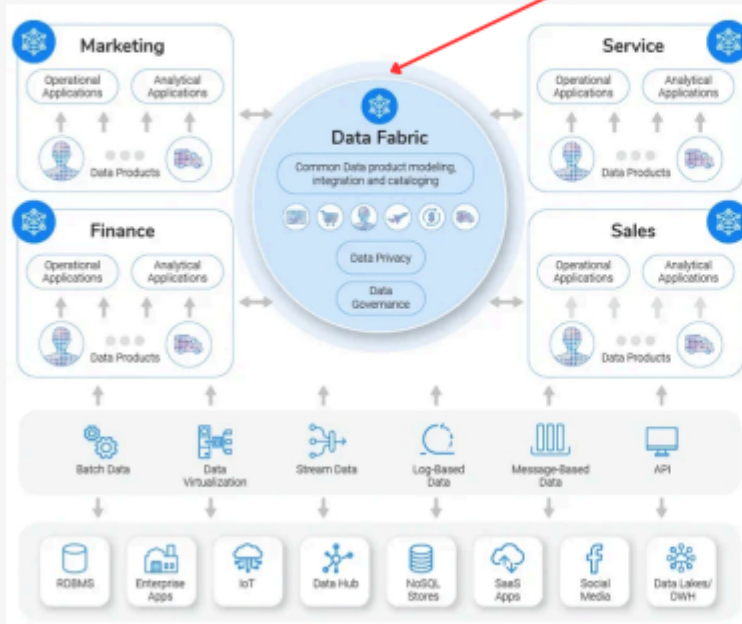 Marketing
Operational
Applications
Analytical
Applications
Data Products
Service
Operational
Applications
Analytical
Applications
Data Products
Data Fabric
Common Data product modeling,
integration and cataloging
Data Privacy
Data
Governance
Finance
Operational
Applications
Analytical
Applications
Data Products
Sales
Operational
Applications
Analytical
Applications
Data Products
Batch Data
Data
Virtualization
Stream Data
Log-Based
Data
Message-Based
Data
API
RDBMS
Enterprise
Apps
IoT
Data Hub
NoSQL
Stores
SaaS
Apps
Social
Media
Data Lakes/
DWH